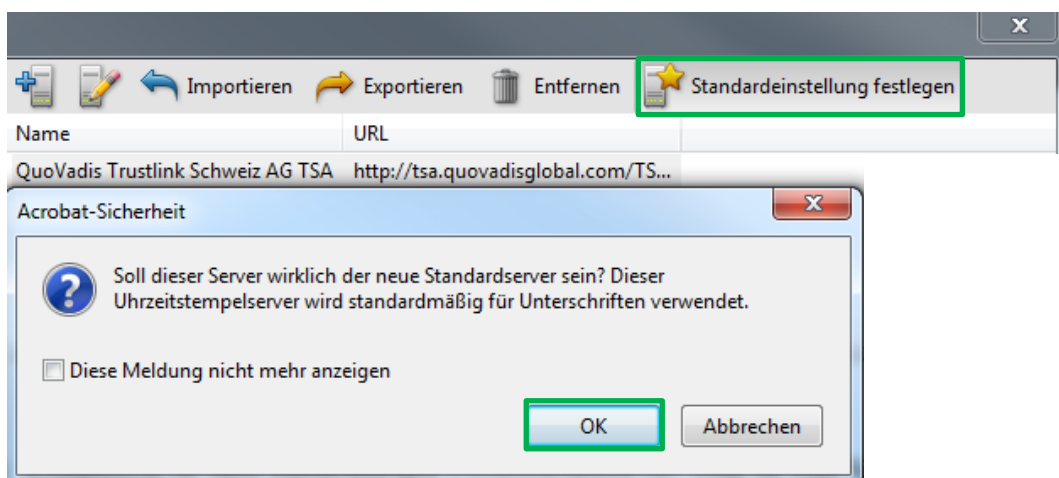 X
Importieren Exportieren Entfernen Standardeinstellung festlegen
Name URL
QuoVadis Trustlink Schweiz AG TSA http://tsa.quovadisglobal.com/TS...
Acrobat-Sicherheit X
Soll dieser Server wirklich der neue Standardserver sein? Dieser
Uhrzeitstempelserver wird standardmäßig für Unterschriften verwendet.
Diese Meldung nicht mehr anzeigen
OK Abbrechen